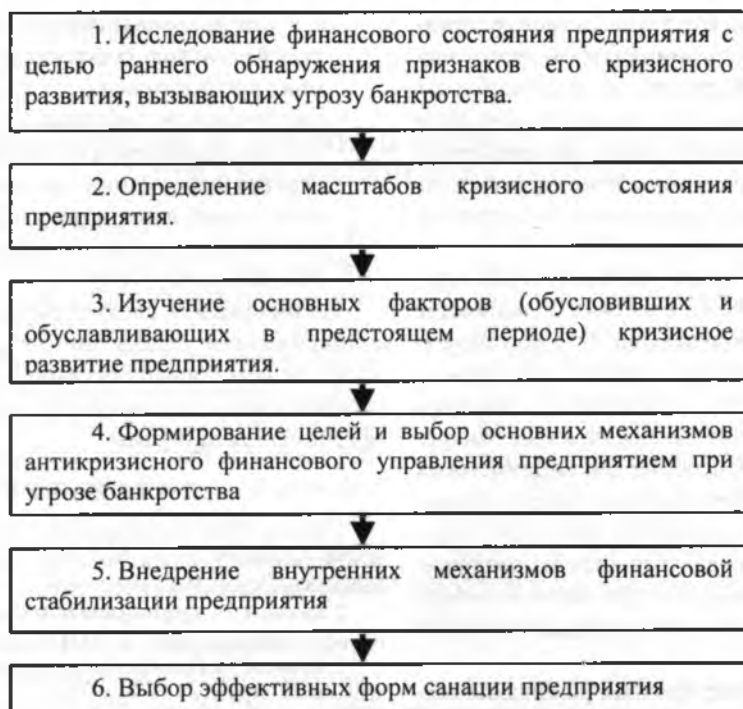 1. Исследование финансового состояния предприятия с
целью раннего обнаружения признаков его кризисного
развития, вызывающих угрозу банкротства.
2. Определение масштабов кризисного состояния
предприятия.
3. Изучение основных факторов (обусловивших и
обуславливающих в предстоящем периоде) кризисное
развитие предприятия.
4. Формирование целей и выбор основних механизмов
антикризисного финансового управления предприятием при
угрозе банкротства
5. Внедрение внутренних механизмов финансовой
стабилизации предприятия
6. Выбор эффективных форм санации предприятия